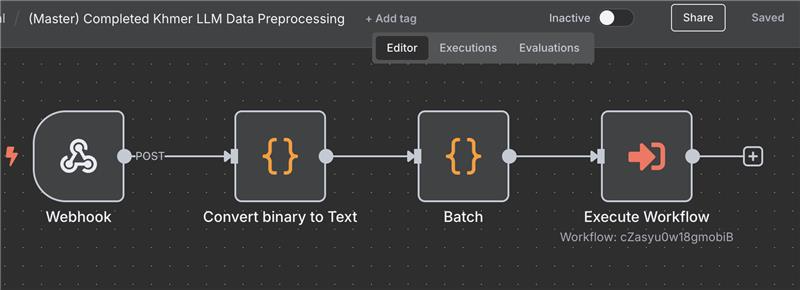 al / (Master) Completed Khmer LLM Data Preprocessing + Add tag Inactive Share Saved
Editor Executions Evaluations
POST
{} {}
Webhook Convert binary to Text Batch Execute Workflow
Workflow: cZasyu0w18gmobiB